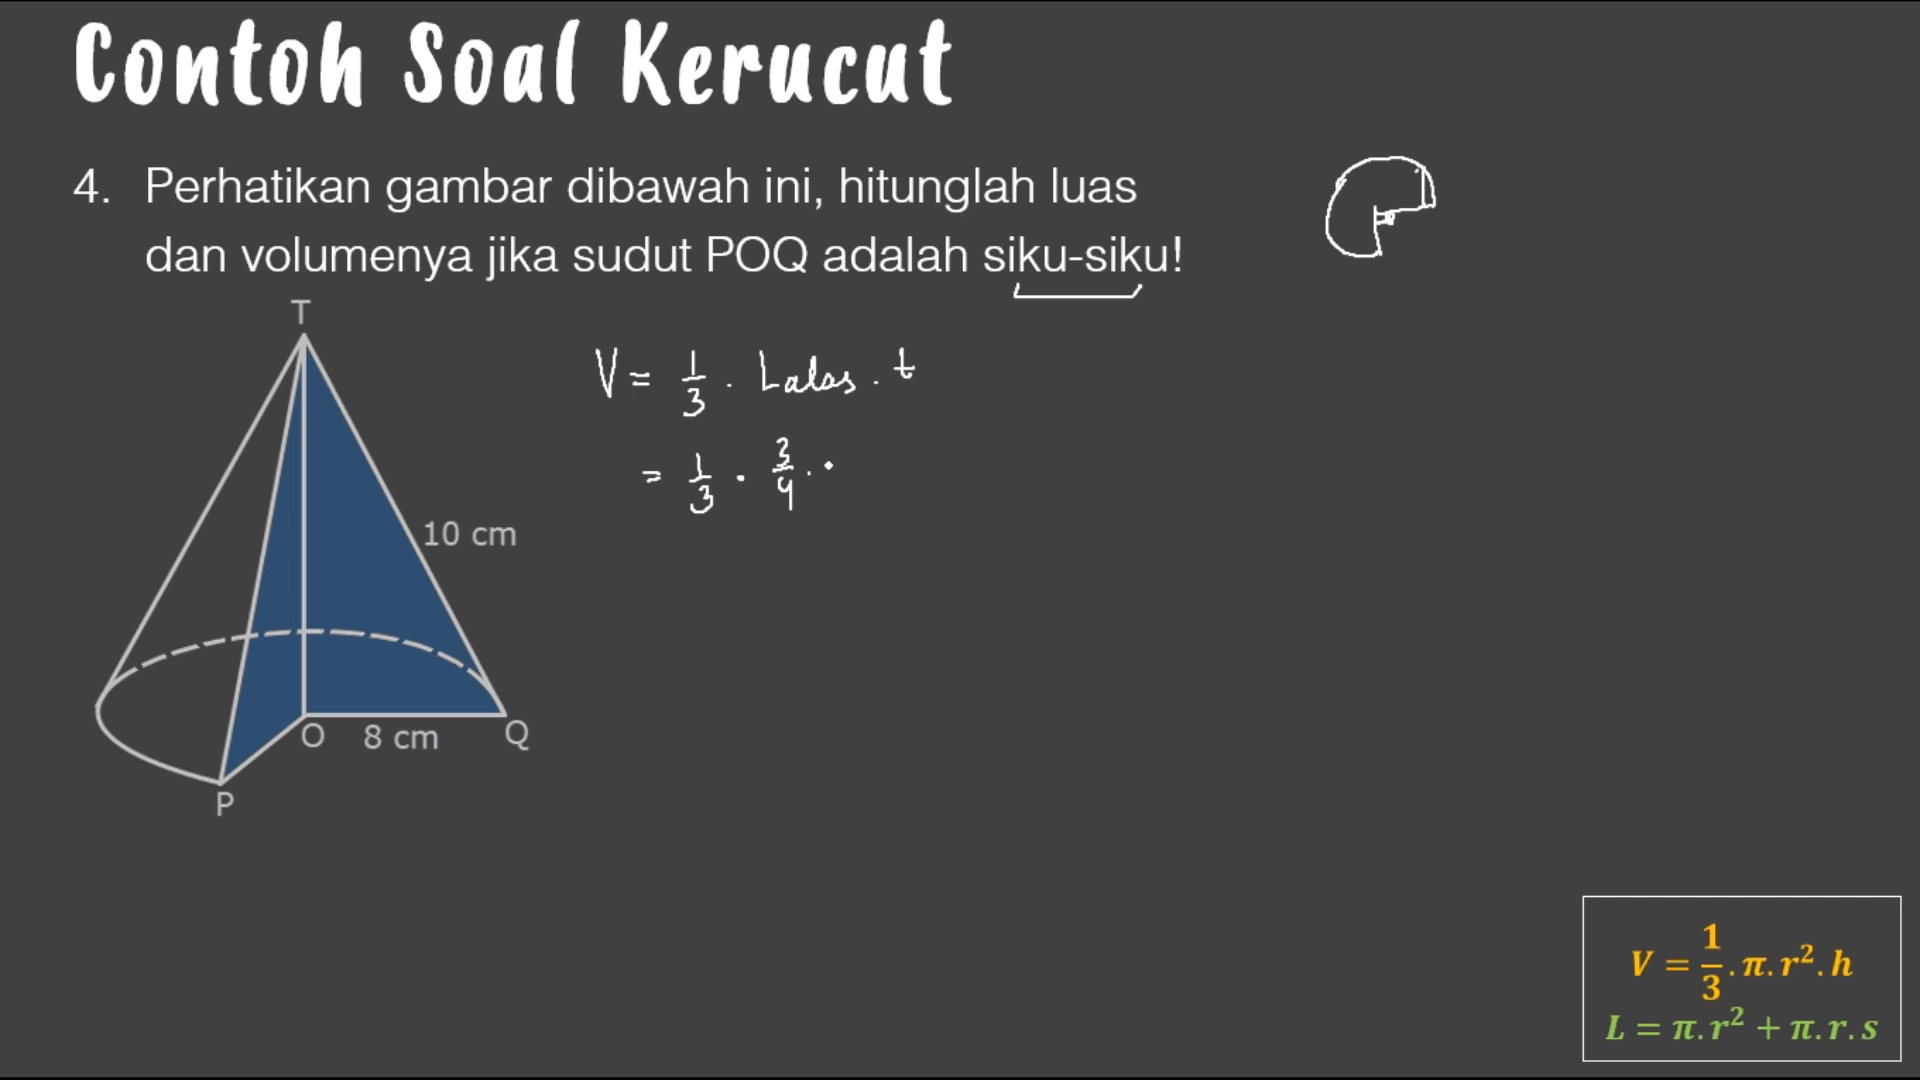 Contoh Soal Kerucut
4. Perhatikan gambar dibawah ini, hitunglah luas
dan volumenya jika sudut POQ adalah siku-siku!
T
V = 1/3 . Lalas . t
= 1/3 . 3/4 . .
10 cm
O 8 cm Q
P
V = 1/3 . π. r². h
L = π. r² + π. r. s